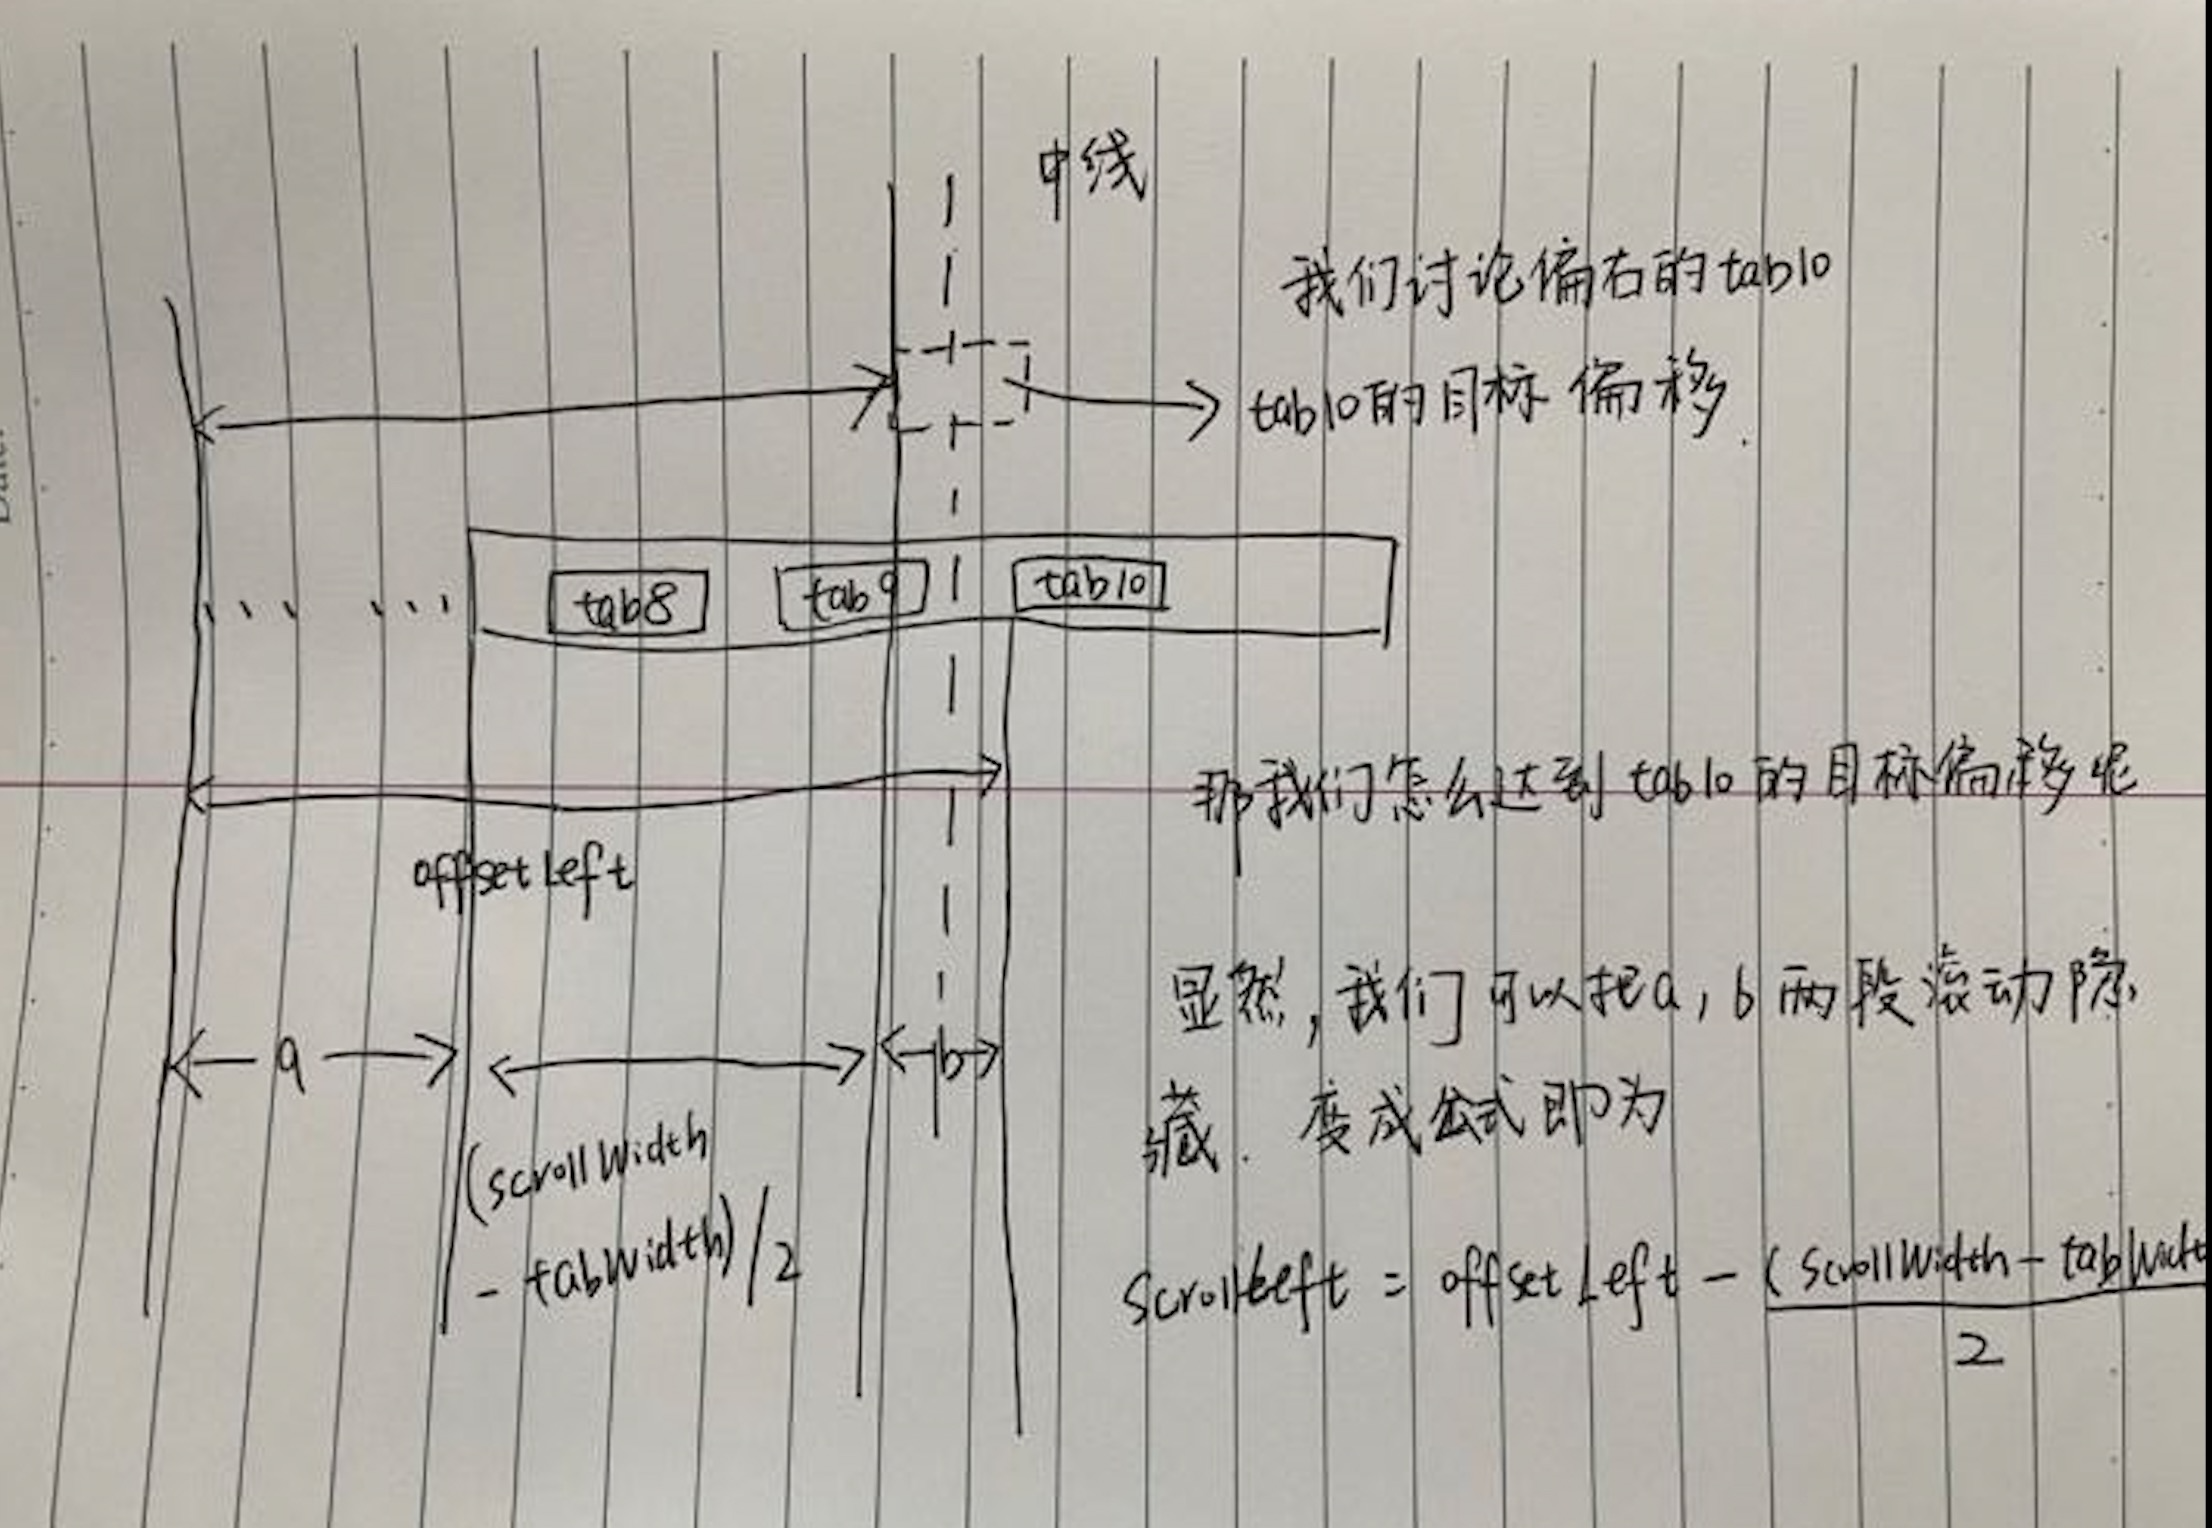 中线
我们讨论偏右的tab10
tab10的目标偏移.
tab8 tab9 tab10
那我们怎么达到tab10的目标偏移呢
offsetLeft
显然,我们可以把a,b两段滚动隐
藏. 变成公式即为
a b
(scrollWidth
- tabWidth)/2
ScrollLeft = offsetLeft - (ScrollWidth - tabWidt
2